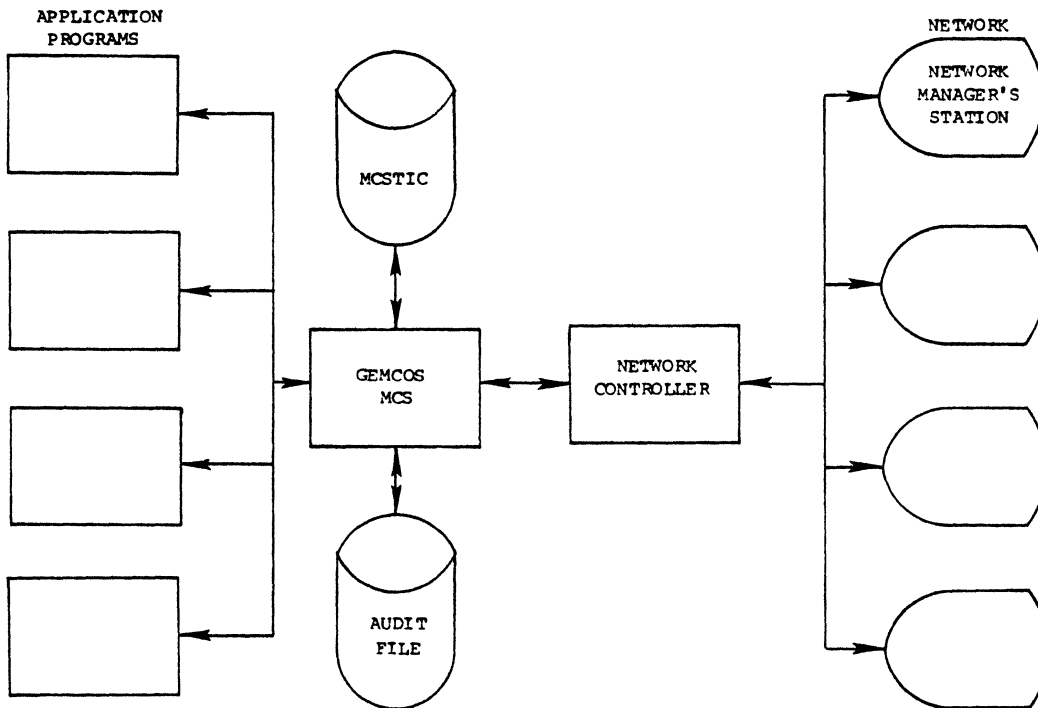 APPLICATION
PROGRAMS
NETWORK
NETWORK
MANAGER'S
STATION
MCSTIC
GEMCOS
MCS
NETWORK
CONTROLLER
AUDIT
FILE